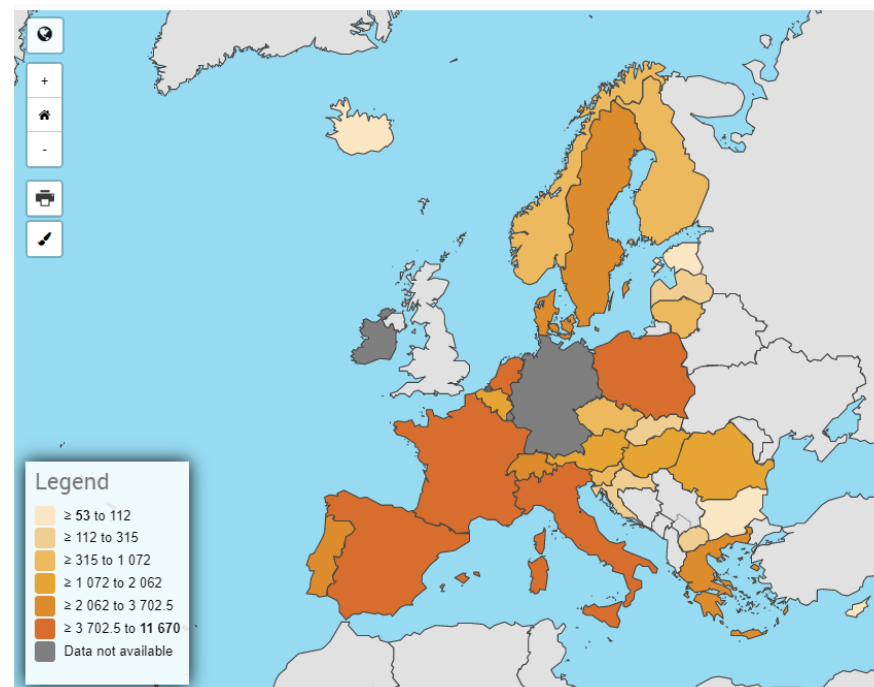 +
-
Legend
≥ 53 to 112
≥ 112 to 315
≥ 315 to 1 072
≥ 1 072 to 2 062
≥ 2 062 to 3 702.5
≥ 3 702.5 to 11 670
Data not available